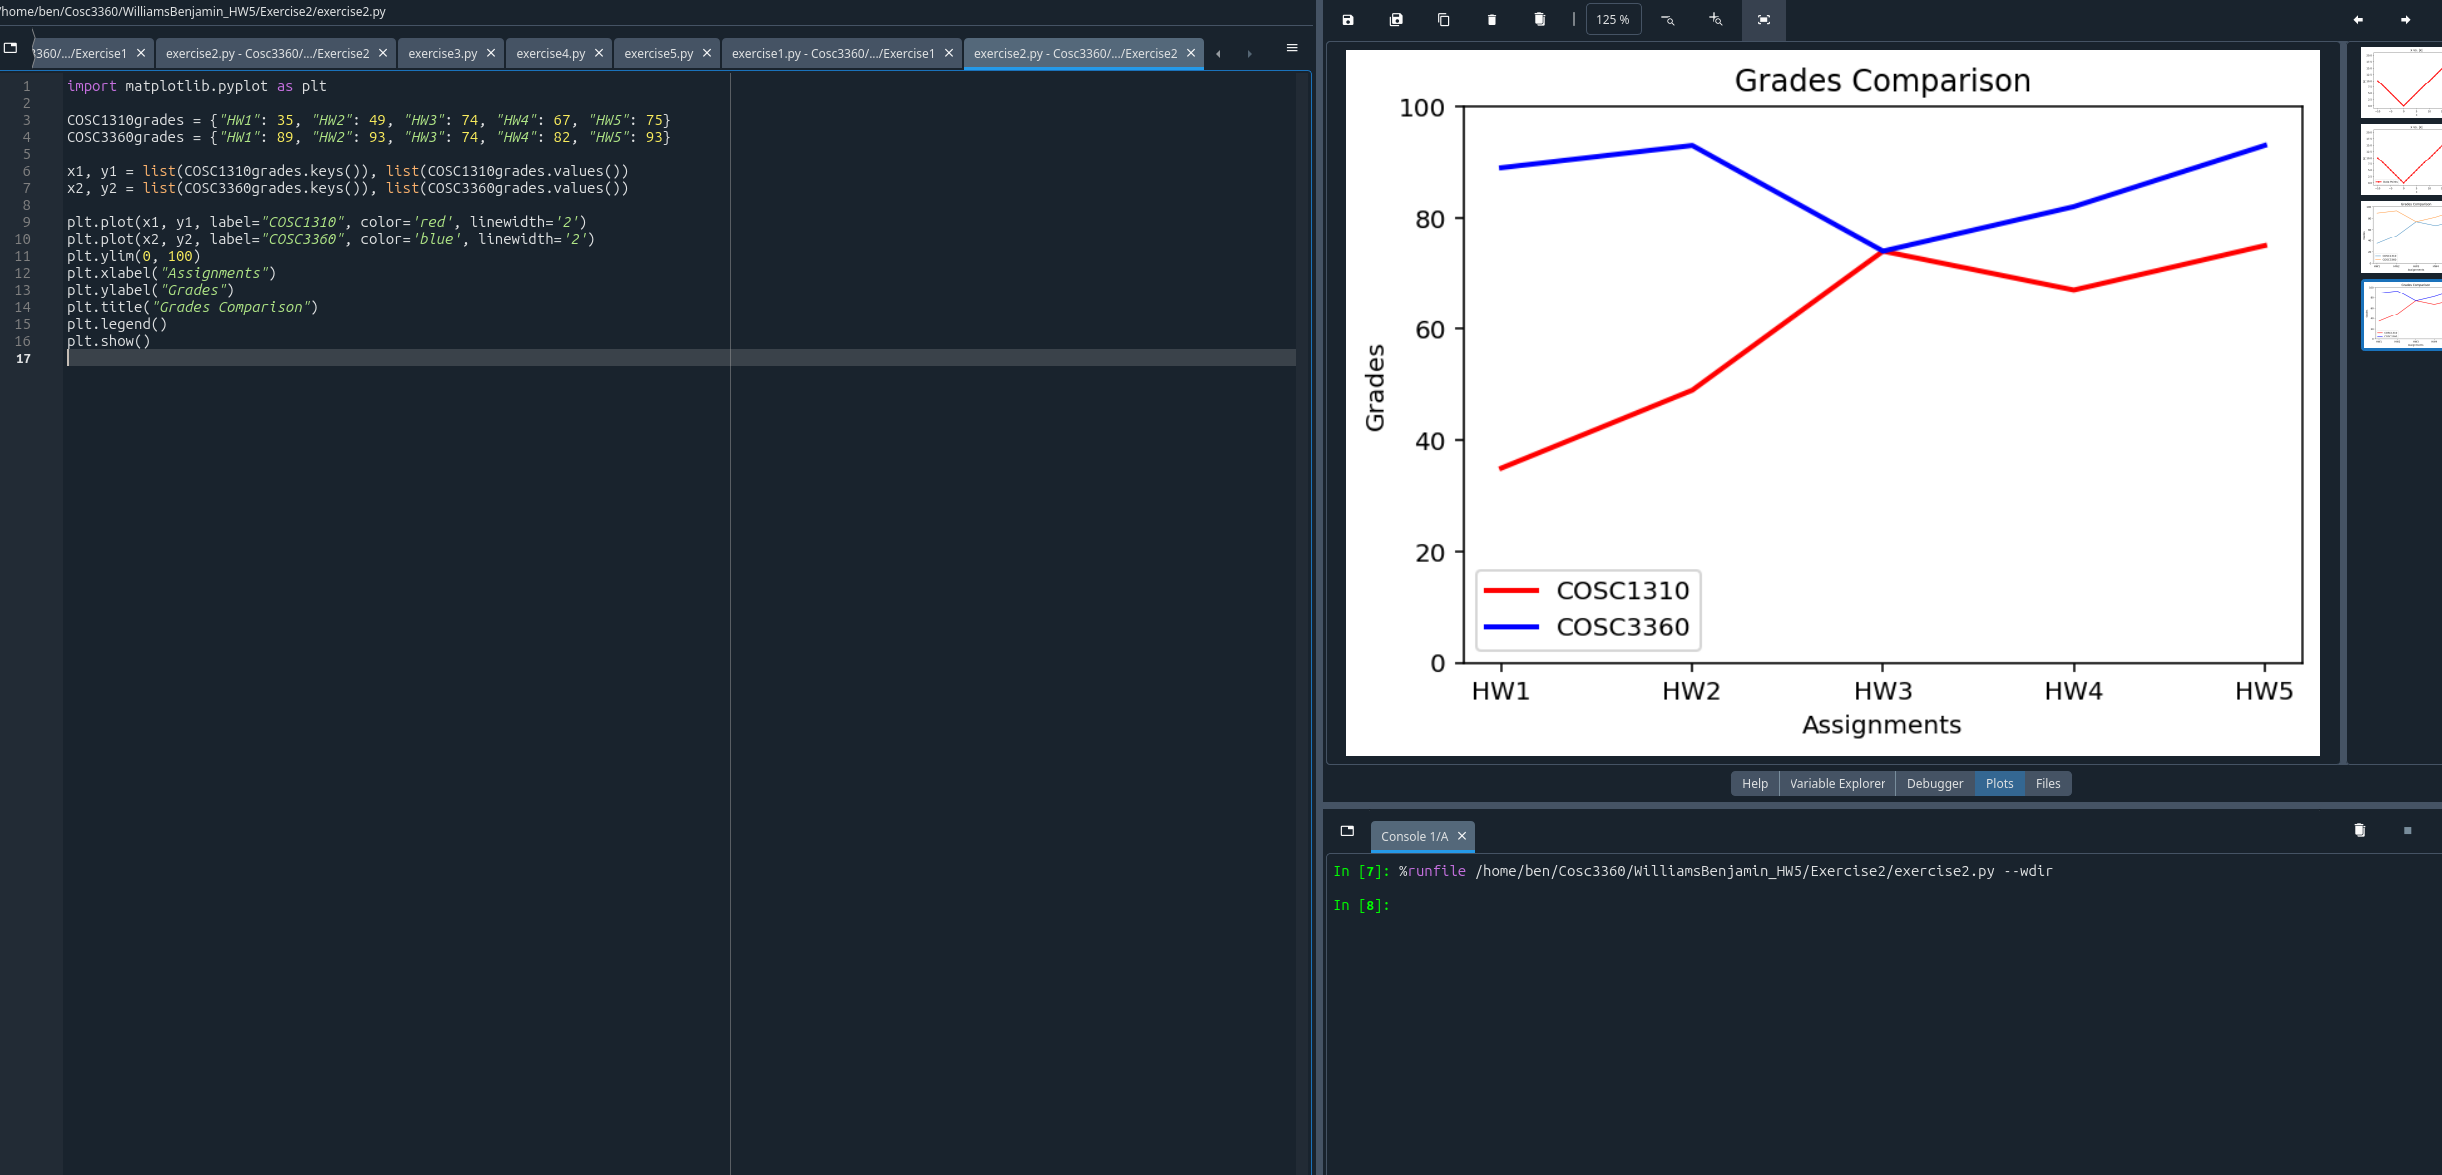 /home/ben/Cosc3360/WilliamsBenjamin_HW5/Exercise2/exercise2.py
360/.../Exercise1 exercise2.py - Cosc3360/.../Exercise2 exercise3.py exercise4.py exercise5.py exercise1.py - Cosc3360/.../Exercise1 exercise2.py - Cosc3360/.../Exercise2
1 import matplotlib.pyplot as plt
2
3 COSC1310grades = {"HW1": 35, "HW2": 49, "HW3": 74, "HW4": 67, "HW5": 75}
4 COSC3360grades = {"HW1": 89, "HW2": 93, "HW3": 74, "HW4": 82, "HW5": 93}
5
6 x1, y1 = list(COSC1310grades.keys()), list(COSC1310grades.values())
7 x2, y2 = list(COSC3360grades.keys()), list(COSC3360grades.values())
8
9 plt.plot(x1, y1, label="COSC1310", color='red', linewidth='2')
10 plt.plot(x2, y2, label="COSC3360", color='blue', linewidth='2')
11 plt.ylim(0, 100)
12 plt.xlabel("Assignments")
13 plt.ylabel("Grades")
14 plt.title("Grades Comparison")
15 plt.legend()
16 plt.show()
17
125 %
Grades Comparison
100
80
60
40
20
0
Grades
COSC1310
COSC3360
HW1 HW2 HW3 HW4 HW5
Assignments
Help Variable Explorer Debugger Plots Files
Console 1/A
In [7]: %runfile /home/ben/Cosc3360/WilliamsBenjamin_HW5/Exercise2/exercise2.py --wdir
In [8]: